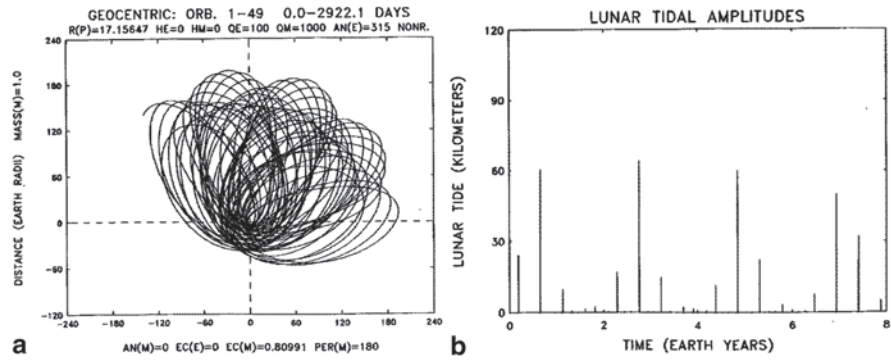 GEOCENTRIC: ORB. 1-49 0.0-2922.1 DAYS
R(P)=17.15647 HE=0 HM=0 QE=100 QM=1000 AN(E)=315 NONR.
240
180
120
60
0
-60
-120
DISTANCE (EARTH RADII) MASS(M)=1.0
-240 -180 -120 -60 0 60 120 180 240
AN(M)=0 EC(E)=0 EC(M)=0.80991 PER(M)=180
a
LUNAR TIDAL AMPLITUDES
120
90
60
30
0
LUNAR TIDE (KILOMETERS)
0 2 4 6 8
TIME (EARTH YEARS)
b